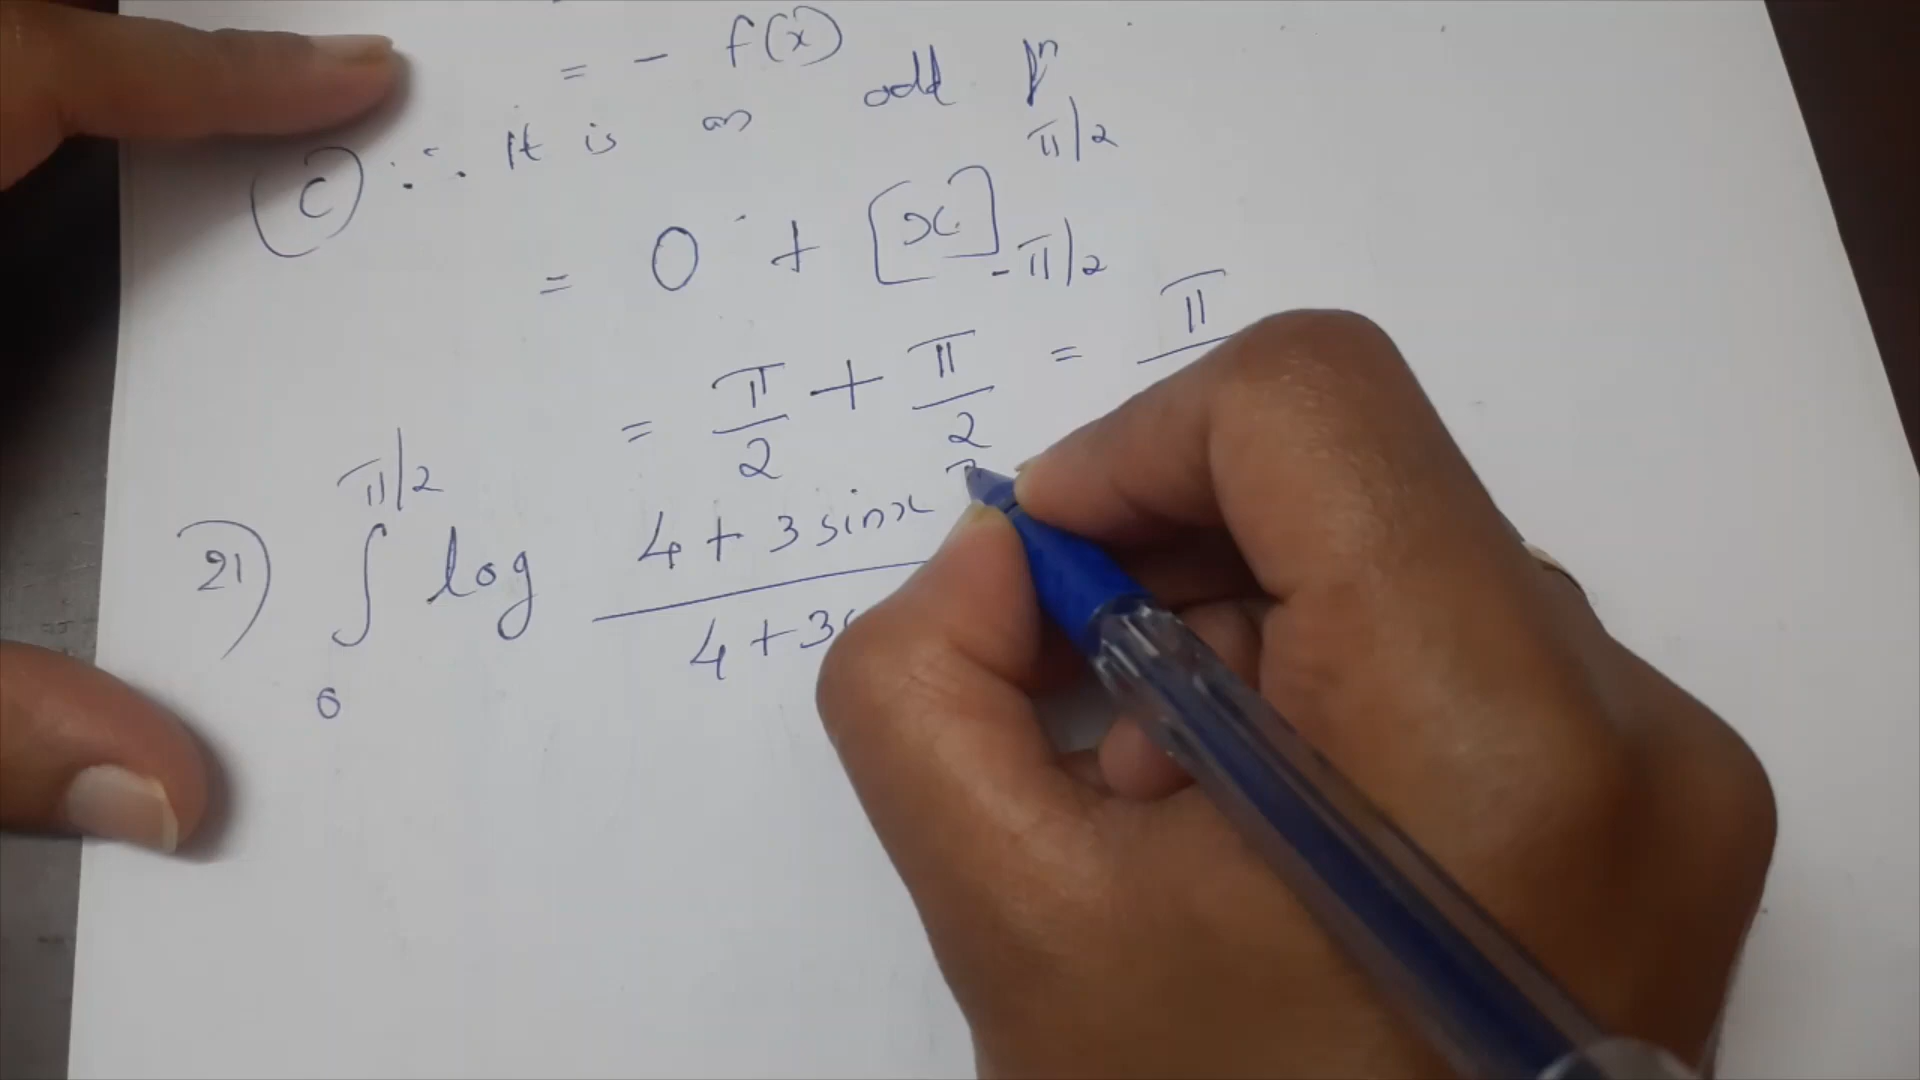 = - f(x)
(C) ∴ It is an odd fⁿ
π/2
= 0 + [x]
-π/2
= π/2 + π/2 = π
π/2
21) ∫ log 4 + 3 sinx
4 + 3
0